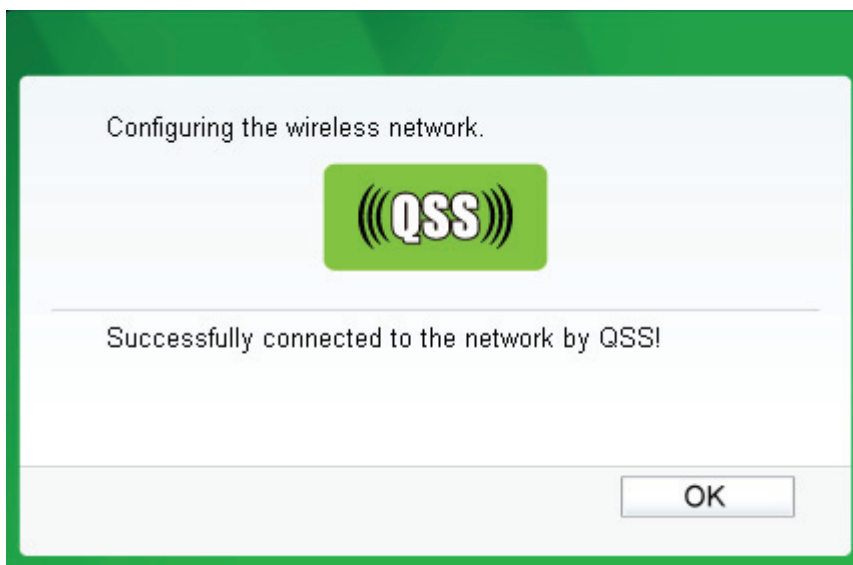 Configuring the wireless network.
(((QSS)))
Successfully connected to the network by QSS!
OK